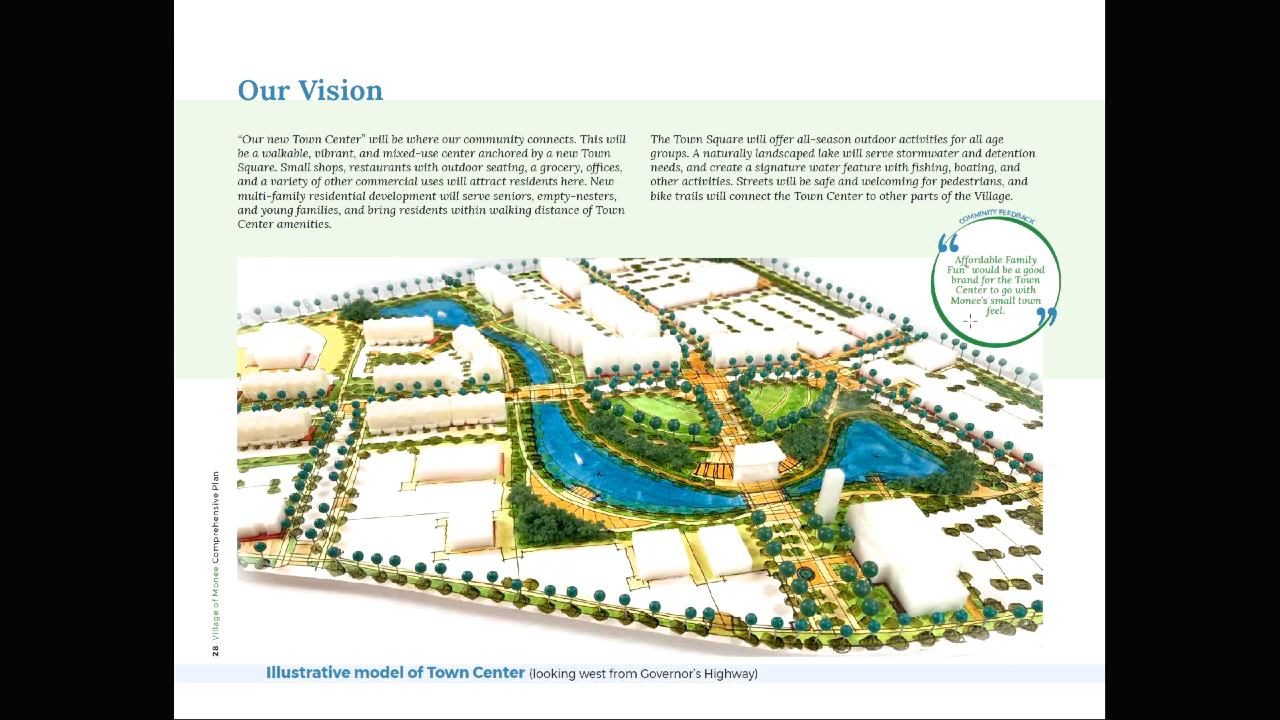 Our Vision
“Our new Town Center” will be where our community connects. This will
be a walkable, vibrant, and mixed-use center anchored by a new Town
Square. Small shops, restaurants with outdoor seating, a grocery, offices,
and a variety of other commercial uses will attract residents here. New
multi-family residential development will serve seniors, empty-nesters,
and young families, and bring residents within walking distance of Town
Center amenities.
The Town Square will offer all-season outdoor activities for all age
groups. A naturally landscaped lake will serve stormwater and detention
needs, and create a signature water feature with fishing, boating, and
other activities. Streets will be safe and welcoming for pedestrians, and
bike trails will connect the Town Center to other parts of the Village.
COMMINITY FEEDBACK
“
Affordable Family
Fun” would be a good
brand for the Town
Center to go with
Monee’s small town
feel.
”
28 Village of Monee Comprehensive Plan
Illustrative model of Town Center (looking west from Governor’s Highway)